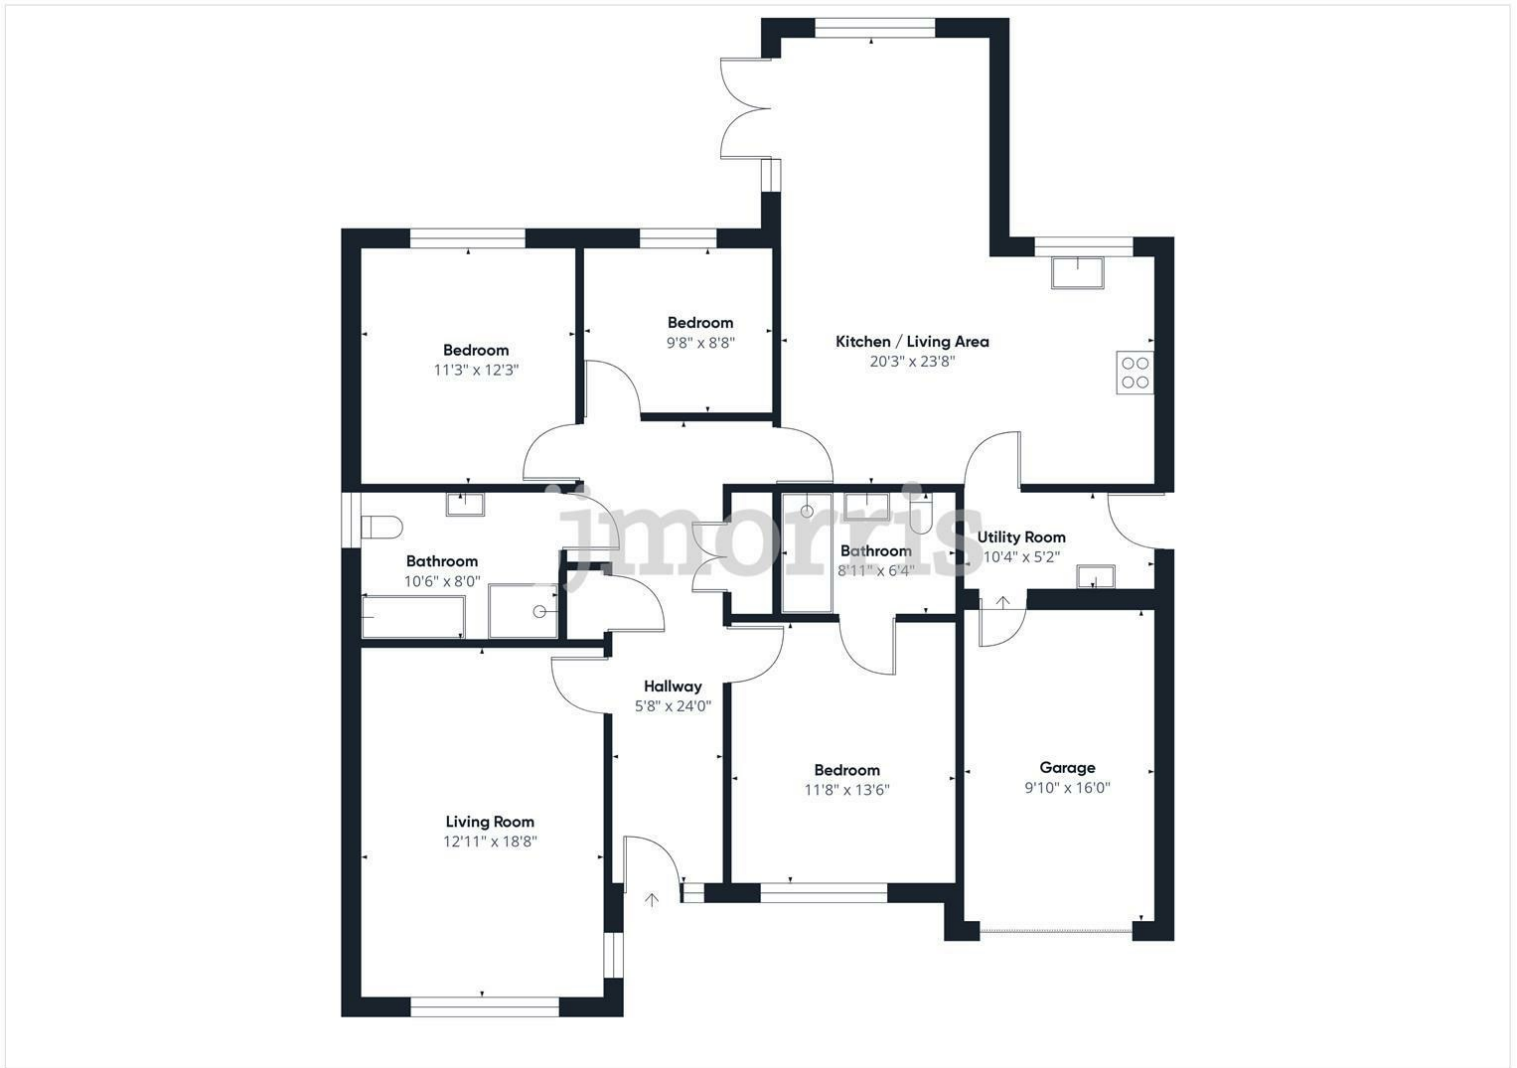 Bedroom
11'3" x 12'3"
Bedroom
9'8" x 8'8"
Kitchen / Living Area
20'3" x 23'8"
jjmorris
Bathroom
10'6" x 8'0"
Bathroom
8'11" x 6'4"
Utility Room
10'4" x 5'2"
Hallway
5'8" x 24'0"
Living Room
12'11" x 18'8"
Bedroom
11'8" x 13'6"
Garage
9'10" x 16'0"